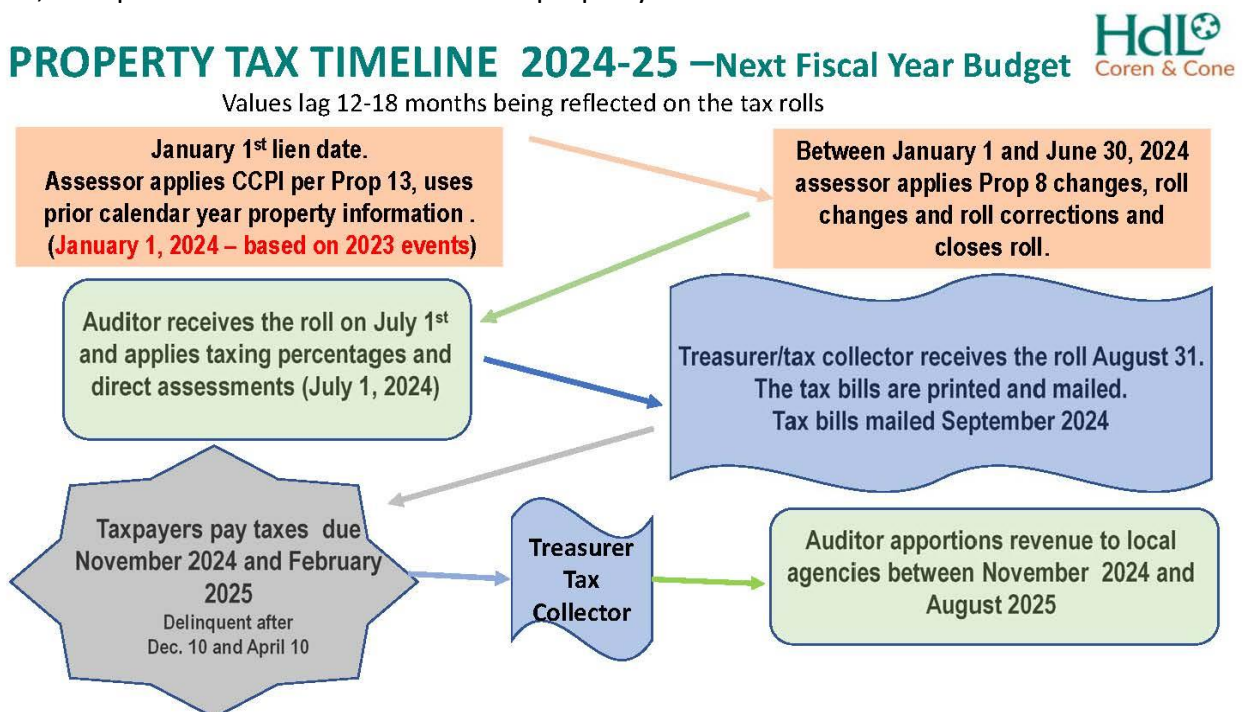 HdL
Coren & Cone
PROPERTY TAX TIMELINE 2024-25 –Next Fiscal Year Budget
Values lag 12-18 months being reflected on the tax rolls
January 1st lien date.
Assessor applies CCPI per Prop 13, uses
prior calendar year property information .
(January 1, 2024 – based on 2023 events)
Between January 1 and June 30, 2024
assessor applies Prop 8 changes, roll
changes and roll corrections and
closes roll.
Auditor receives the roll on July 1st
and applies taxing percentages and
direct assessments (July 1, 2024)
Treasurer/tax collector receives the roll August 31.
The tax bills are printed and mailed.
Tax bills mailed September 2024
Taxpayers pay taxes due
November 2024 and February
2025
Delinquent after
Dec. 10 and April 10
Treasurer
Tax
Collector
Auditor apportions revenue to local
agencies between November 2024 and
August 2025